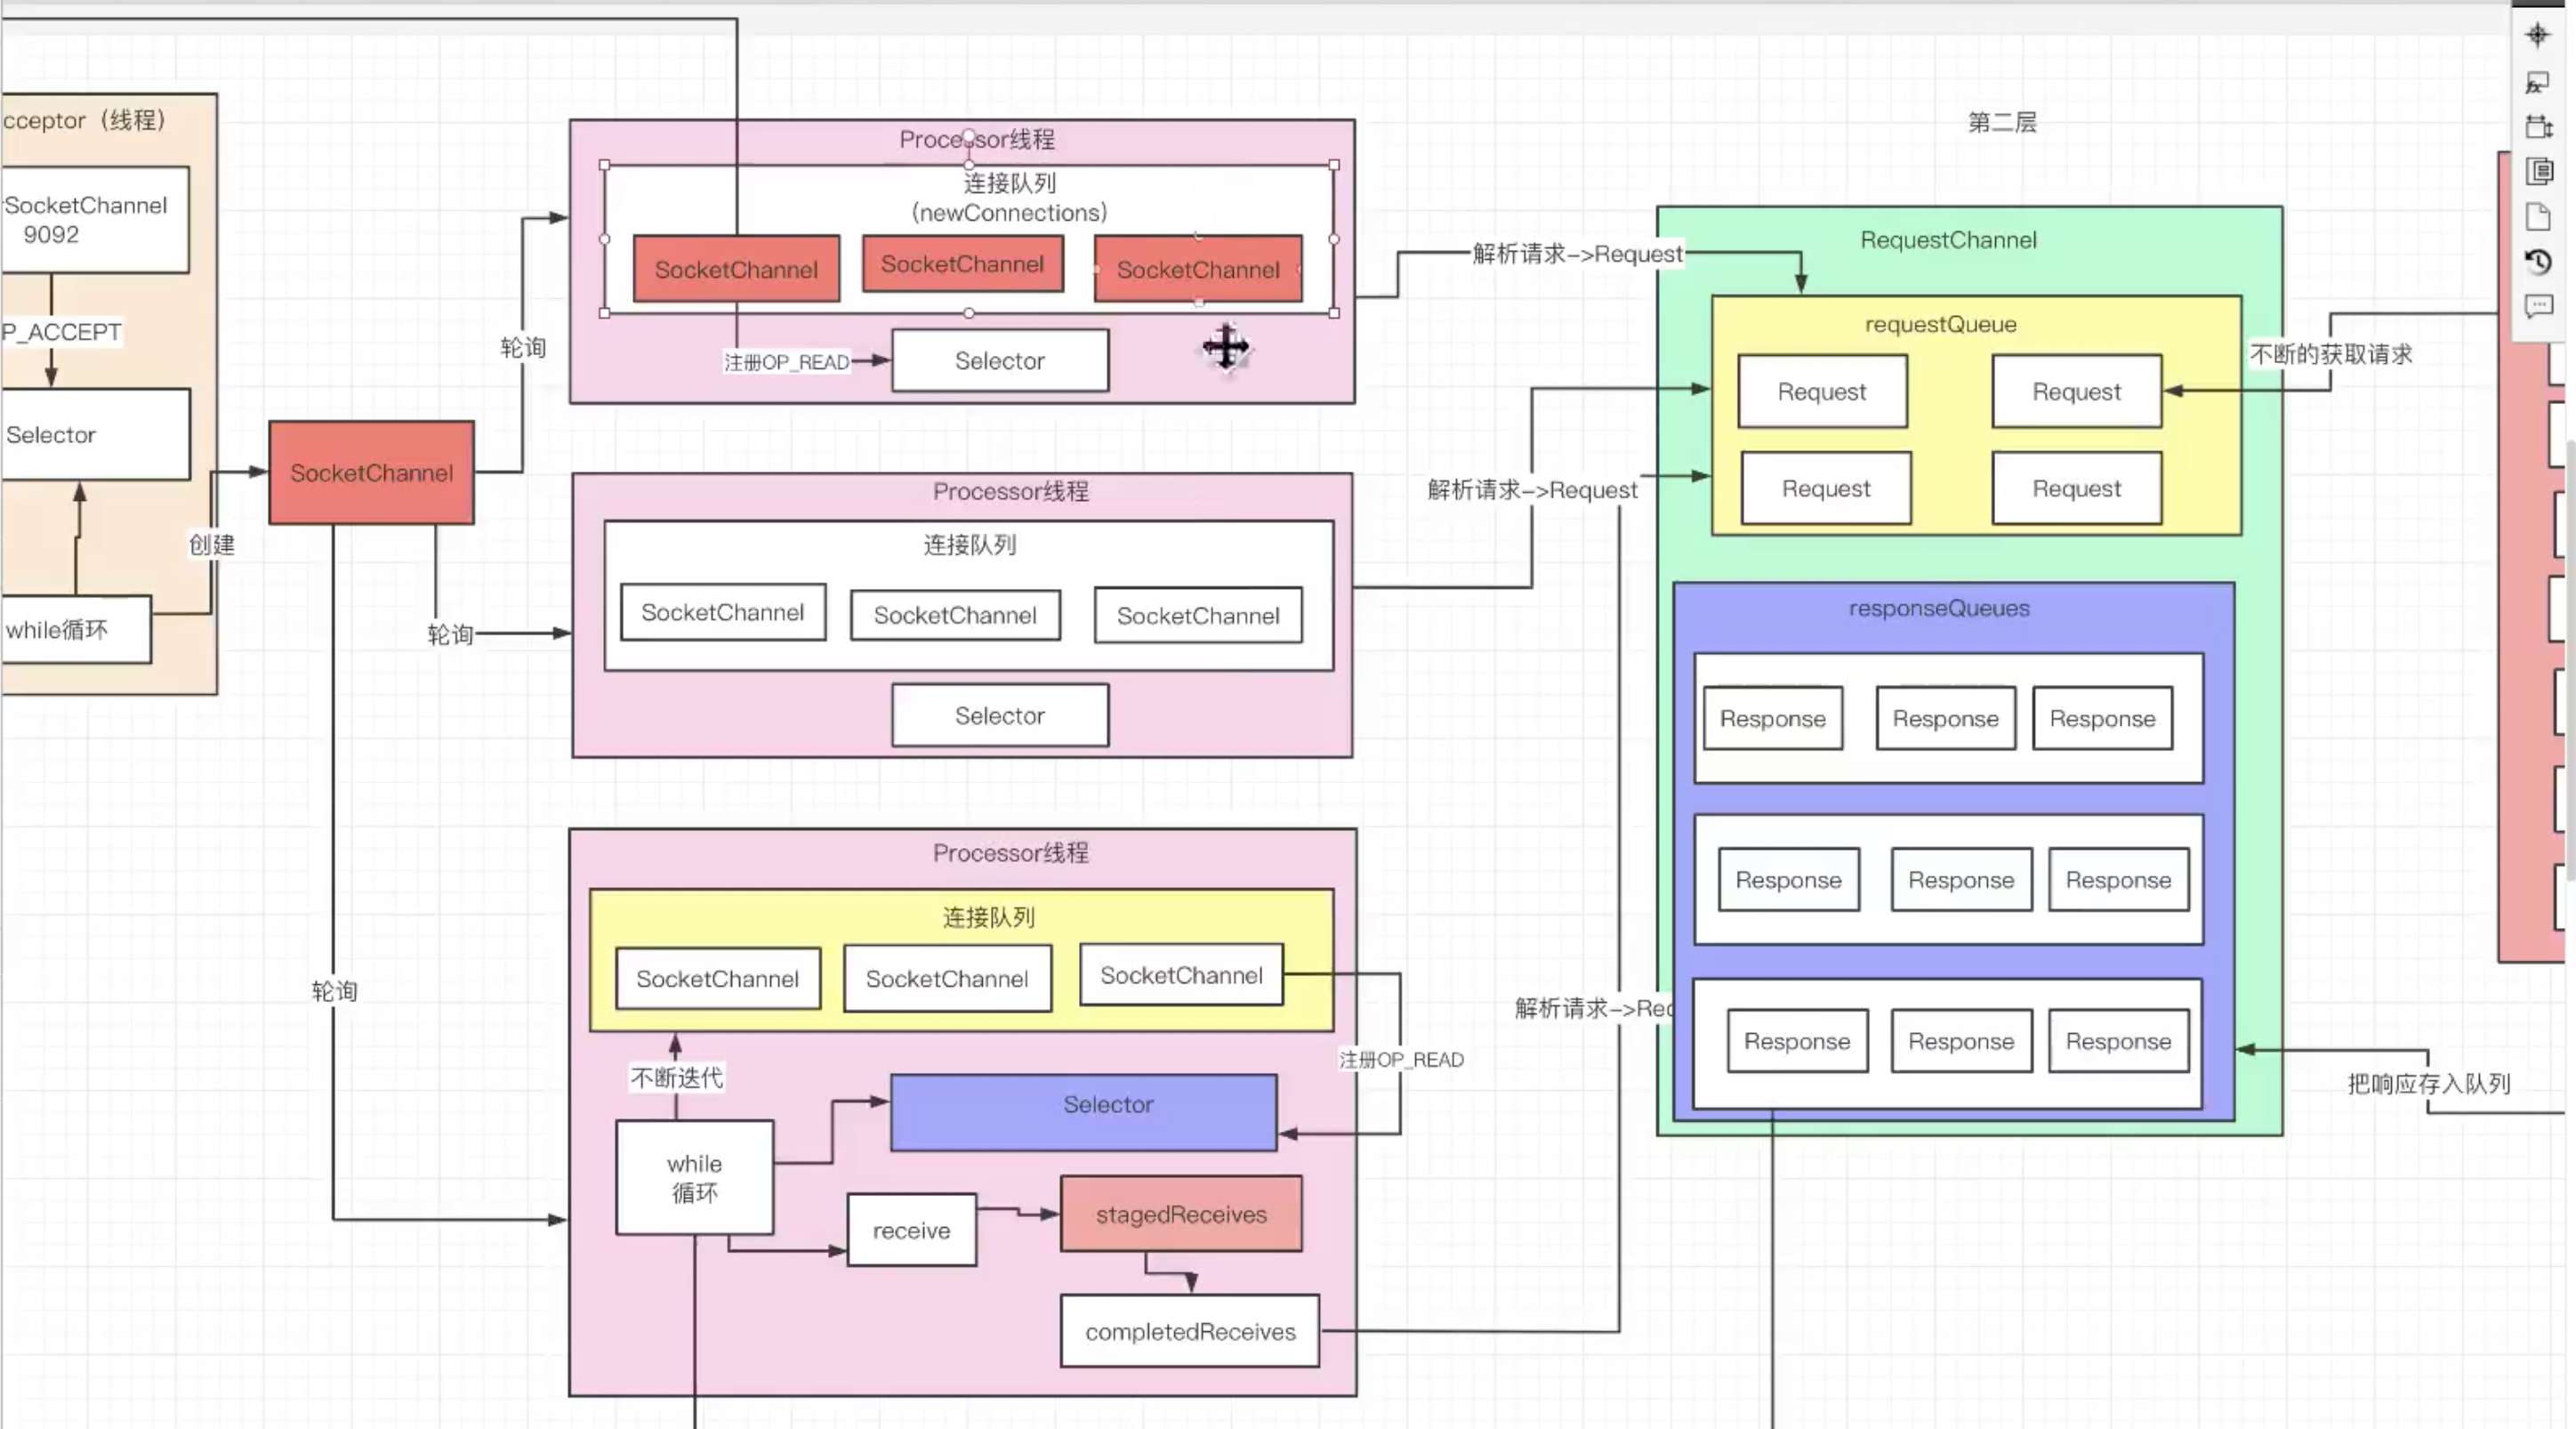 cceptor（线程）
SocketChannel
9092
P_ACCEPT
Selector
while循环
创建
SocketChannel
轮询
轮询
轮询
Processor线程
连接队列
（newConnections）
SocketChannel
SocketChannel
SocketChannel
注册OP_READ
Selector
Processor线程
连接队列
SocketChannel
SocketChannel
SocketChannel
Selector
Processor线程
连接队列
SocketChannel
SocketChannel
SocketChannel
不断迭代
注册OP_READ
Selector
while
循环
receive
stagedReceives
completedReceives
解析请求->Request
解析请求->Request
解析请求->Rec
第二层
RequestChannel
requestQueue
Request
Request
Request
Request
不断的获取请求
responseQueues
Response
Response
Response
Response
Response
Response
Response
Response
Response
把响应存入队列